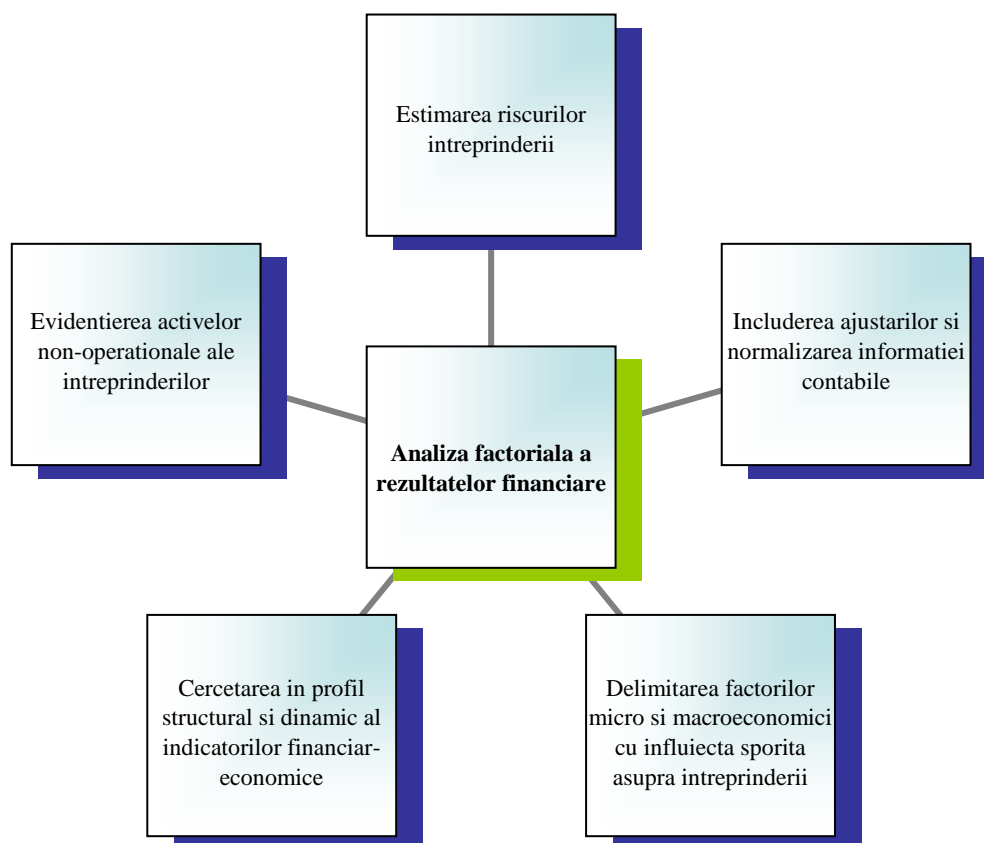 Estimarea riscurilor
intreprinderii
Evidentierea activelor
non-operationale ale
intreprinderilor
Includerea ajustarilor si
normalizarea informatiei
contabile
Analiza factoriala a
rezultatelor financiare
Cercetarea in profil
structural si dinamic al
indicatorilor financiar-
economice
Delimitarea factorilor
micro si macroeconomici
cu influiecta sporita
asupra intreprinderii